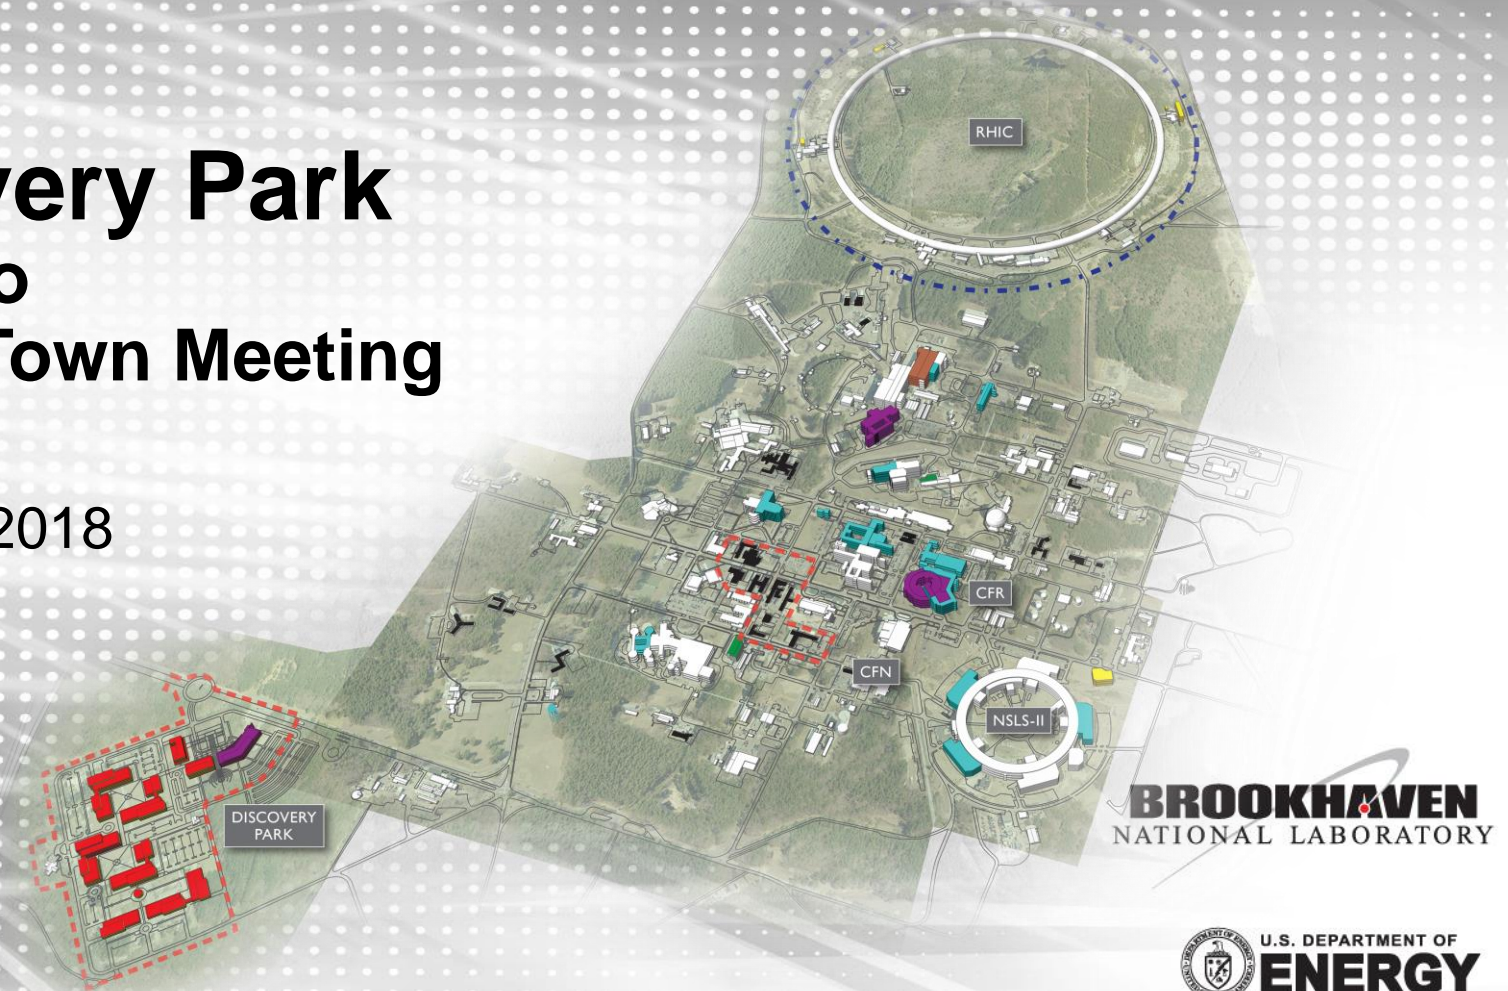 very Park
o
Town Meeting
2018
RHIC
CFR
CFN
NSLS-II
DISCOVERY
PARK
BROOKHAVEN
NATIONAL LABORATORY
U.S. DEPARTMENT OF
ENERGY